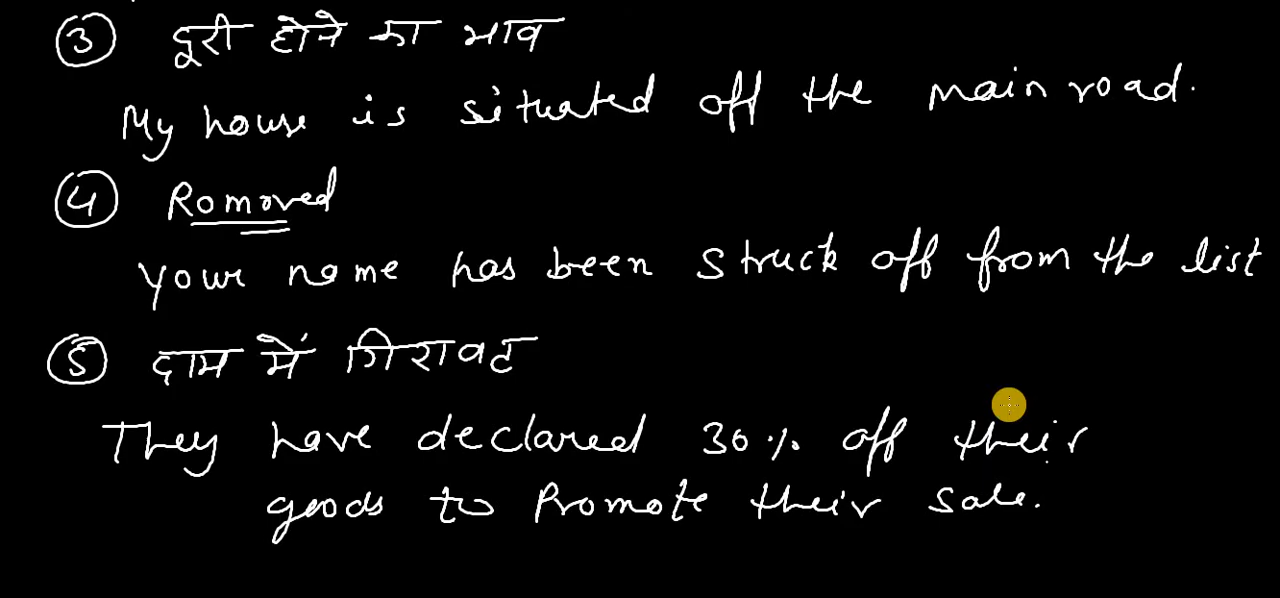 ③ दूरी होने का भाव
My house is situated off the main road.
④ Romoved
your name has been struck off from the list
⑤ दाम में गिरावट
They have declared 30% off their
goods to Promote their sale.